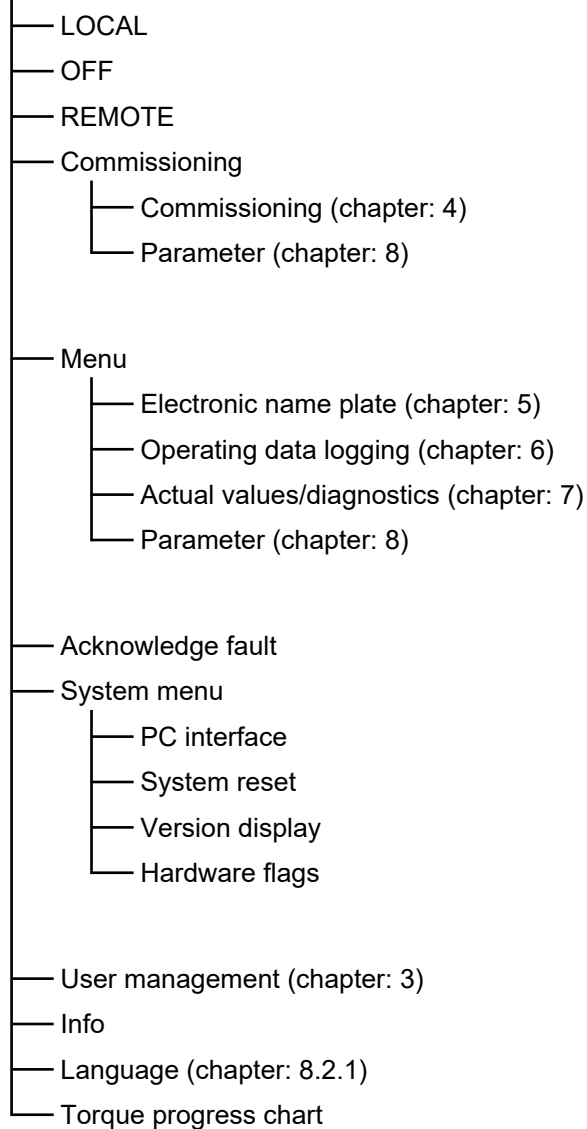 LOCAL
OFF
REMOTE
Commissioning
Commissioning (chapter: 4)
Parameter (chapter: 8)
Menu
Electronic name plate (chapter: 5)
Operating data logging (chapter: 6)
Actual values/diagnostics (chapter: 7)
Parameter (chapter: 8)
Acknowledge fault
System menu
PC interface
System reset
Version display
Hardware flags
User management (chapter: 3)
Info
Language (chapter: 8.2.1)
Torque progress chart